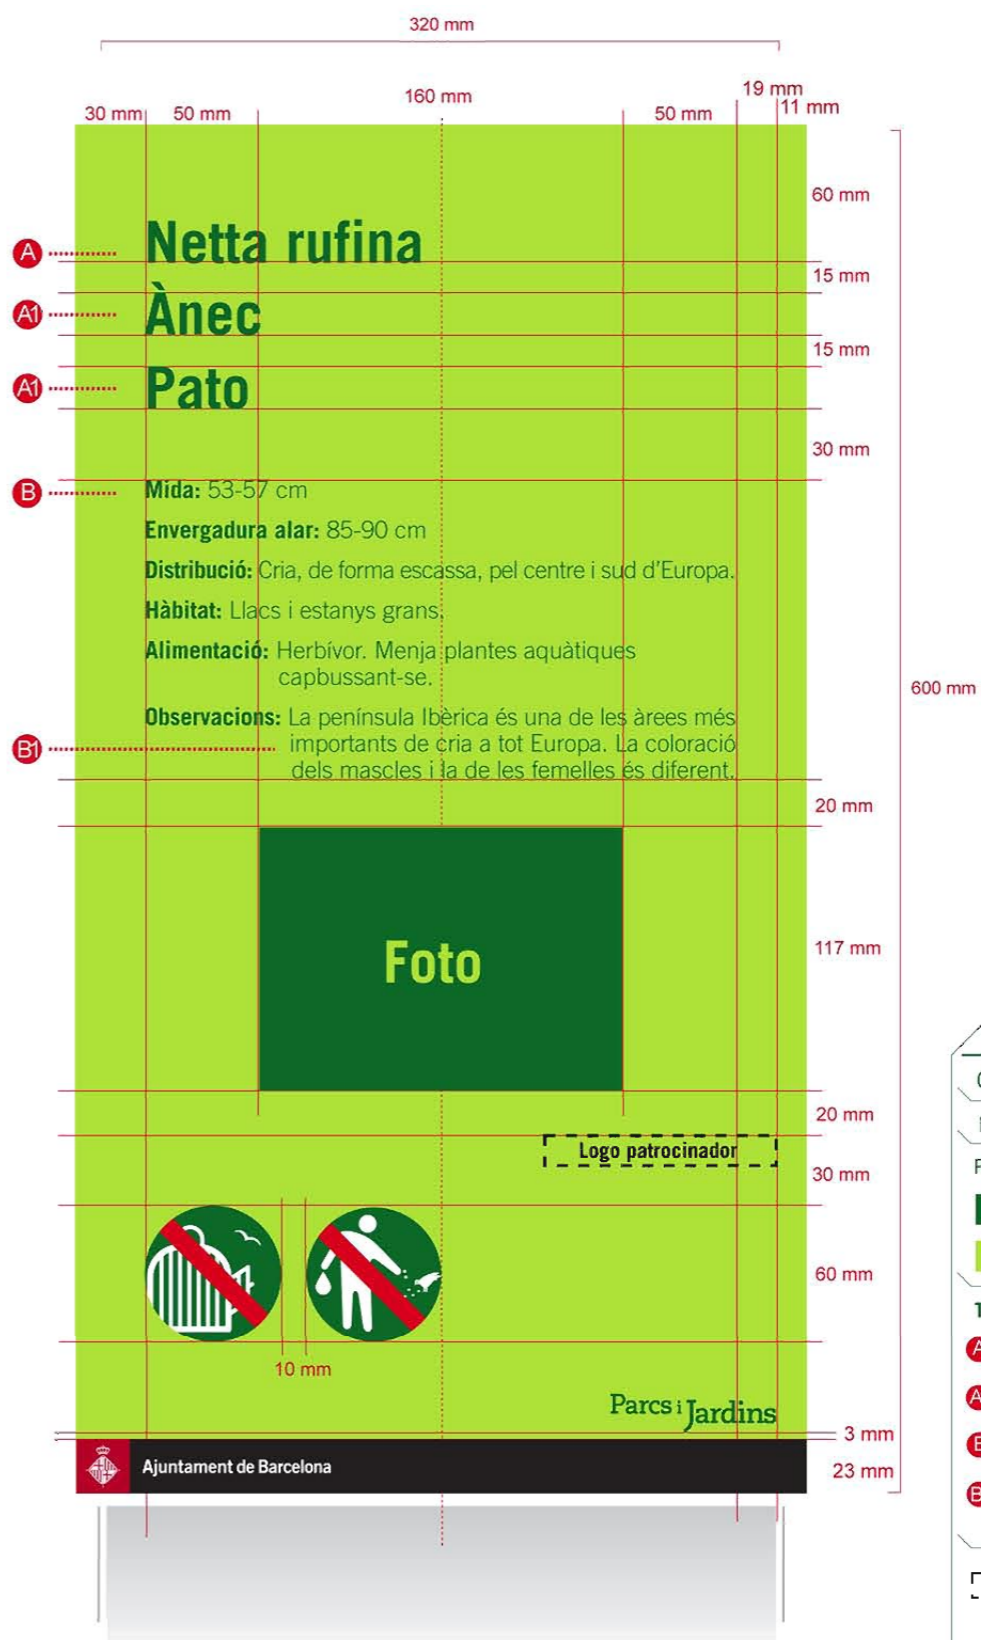 320 mm
30 mm 50 mm 160 mm 50 mm 19 mm 11 mm
60 mm
A Netta rufina
15 mm
A1 Ànec
15 mm
A1 Pato
30 mm
B Mida: 53-57 cm
Envergadura alar: 85-90 cm
Distribució: Cria, de forma escassa, pel centre i sud d'Europa.
Hàbitat: Llacs i estanys grans.
Alimentació: Herbívor. Menja plantes aquàtiques
capbussant-se.
600 mm
Observacions: La península Ibèrica és una de les àrees més
B1 importants de cria a tot Europa. La coloració
dels mascles i la de les femelles és diferent.
20 mm
Foto
117 mm
20 mm
Logo patrocinador
30 mm
60 mm
10 mm
Parcs i Jardins
3 mm
Ajuntament de Barcelona
23 mm